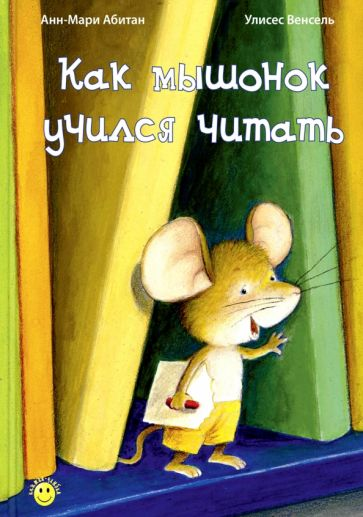 Анн-Мари Абитан
Улисес Венсель
Как мышонок
учился читать